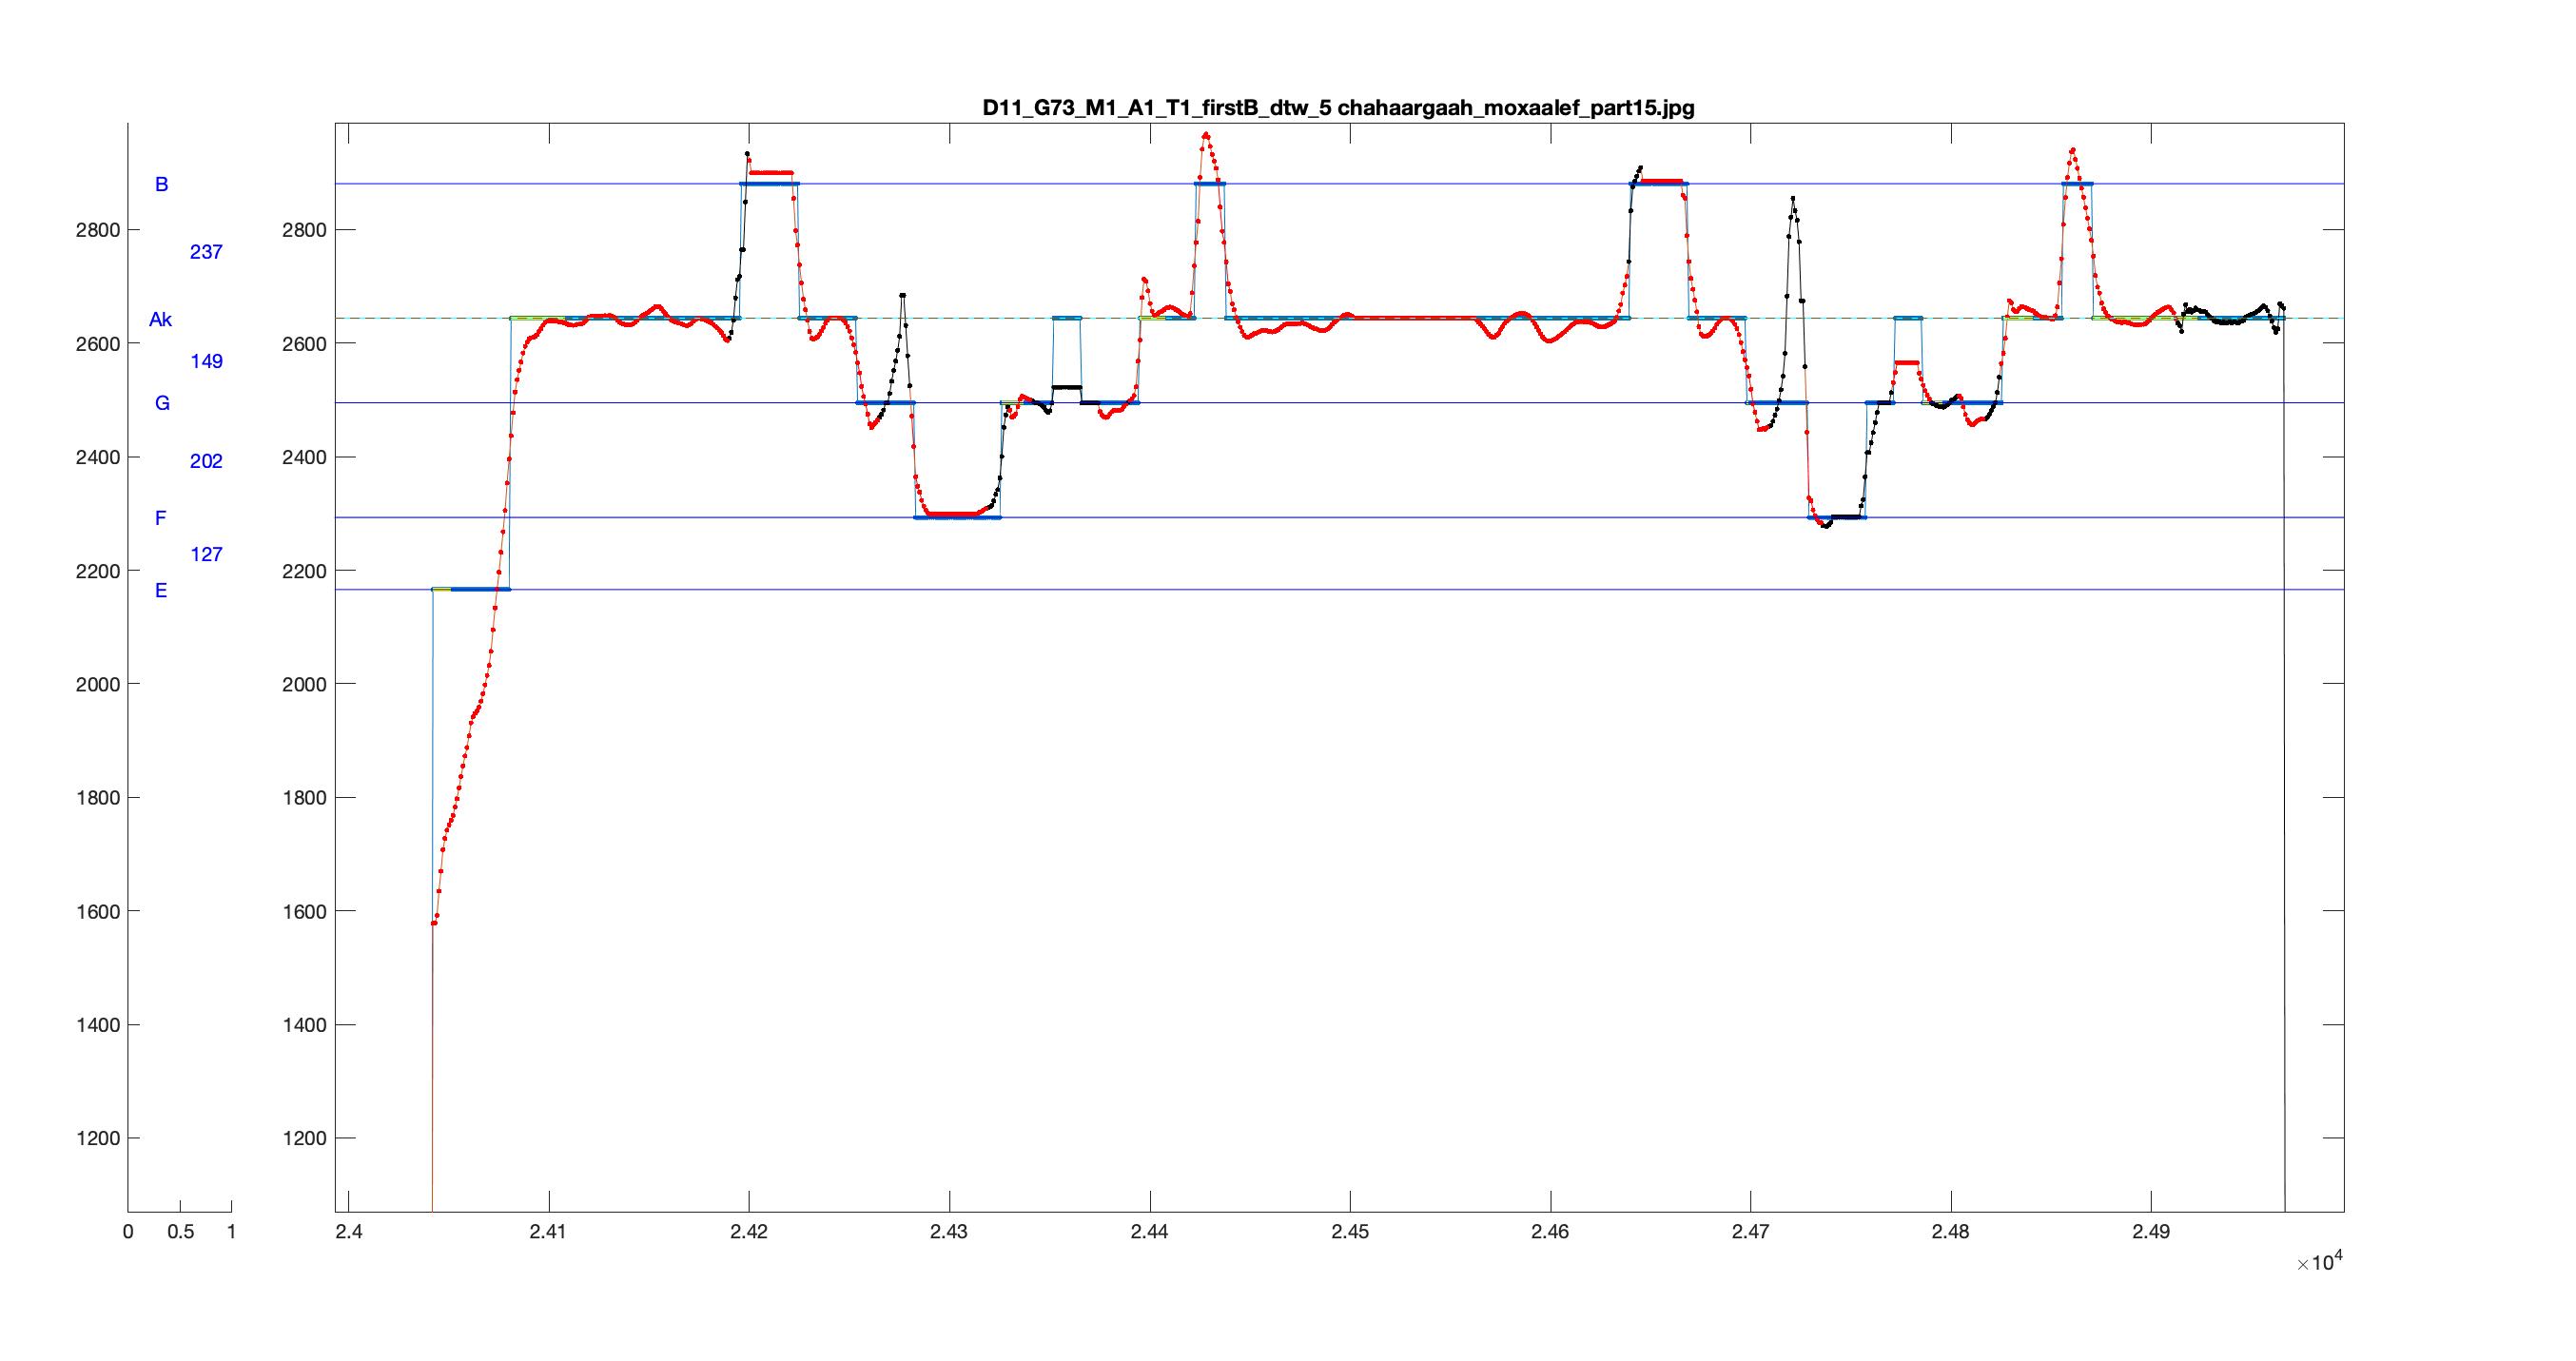 D11_G73_M1_A1_T1_firstB_dtw_5 chahaargaah_moxaalef_part15.jpg
B
2800 2800
237
Ak
2600 2600
149
G
2400 2400
202
F
127
2200 2200
E
2000 2000
1800 1800
1600 1600
1400 1400
1200 1200
0 0.5 1 2.4 2.41 2.42 2.43 2.44 2.45 2.46 2.47 2.48 2.49
×10⁴